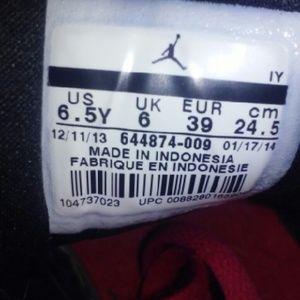 IY
US UK EUR cm
6.5Y 6 39 24.5
12/11/13 644874-009 01/17/14
MADE IN INDONESIA
FABRIQUE EN INDONESIE
104737023 UPC